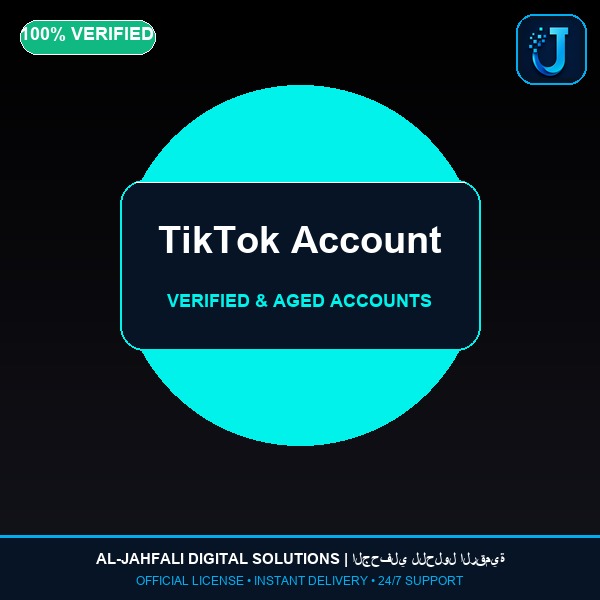 100% VERIFIED
TikTok Account
VERIFIED & AGED ACCOUNTS
AL-JAHFALI DIGITAL SOLUTIONS | الجحفلي للحلول الرقمية
OFFICIAL LICENSE • INSTANT DELIVERY • 24/7 SUPPORT